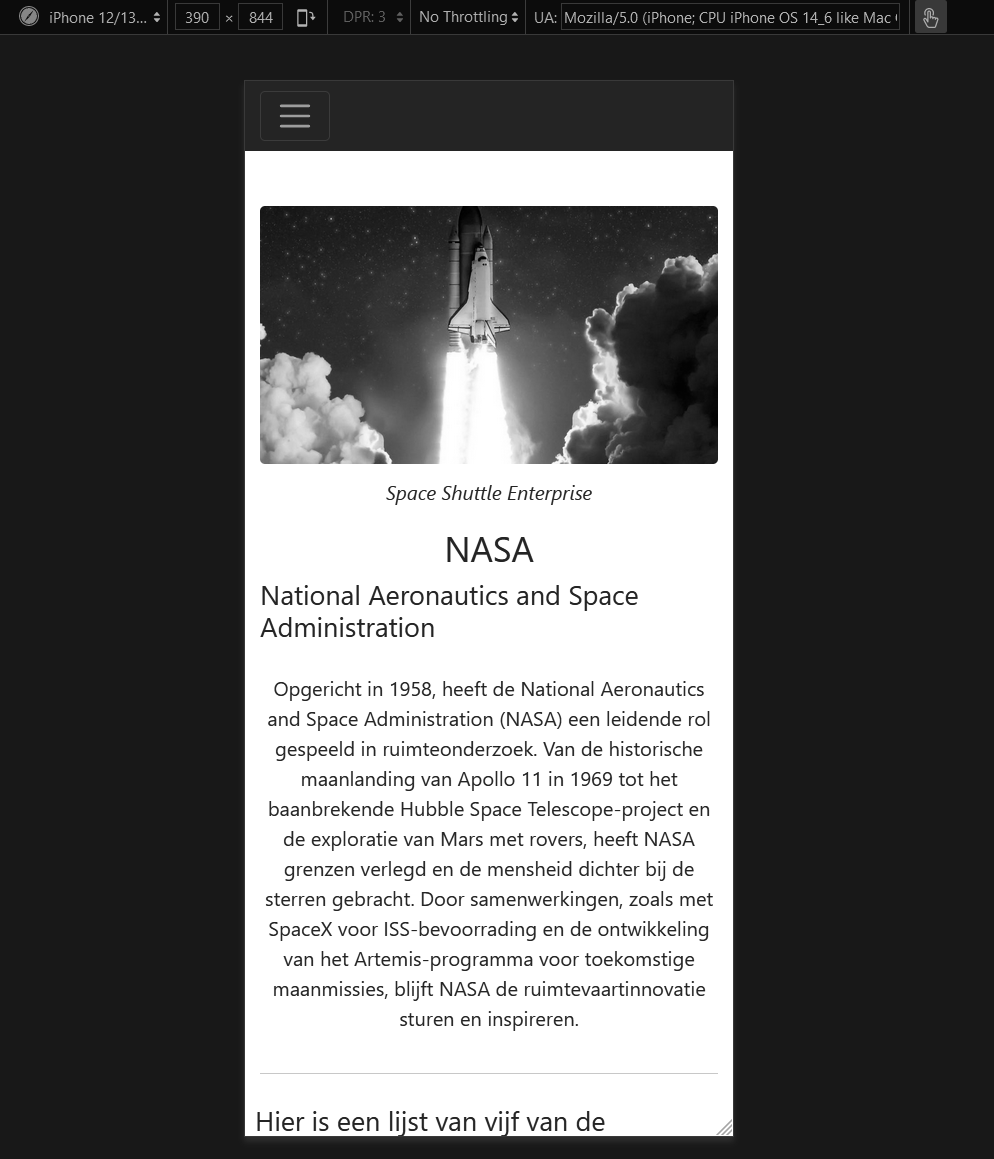 iPhone 12/13... 390 × 844 DPR: 3 No Throttling UA: Mozilla/5.0 (iPhone; CPU iPhone OS 14_6 like Mac
Space Shuttle Enterprise
NASA
National Aeronautics and Space
Administration
Opgericht in 1958, heeft de National Aeronautics
and Space Administration (NASA) een leidende rol
gespeeld in ruimteonderzoek. Van de historische
maanlanding van Apollo 11 in 1969 tot het
baanbrekende Hubble Space Telescope-project en
de exploratie van Mars met rovers, heeft NASA
grenzen verlegd en de mensheid dichter bij de
sterren gebracht. Door samenwerkingen, zoals met
SpaceX voor ISS-bevoorrading en de ontwikkeling
van het Artemis-programma voor toekomstige
maanmissies, blijft NASA de ruimtevaartinnovatie
sturen en inspireren.
Hier is een lijst van vijf van de